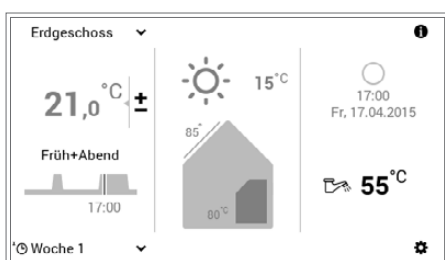 Erdgeschoss
21,0 °C ±
Früh+Abend
17:00
Woche 1
15°C
85°
80 °C
17:00
Fr, 17.04.2015
55°C